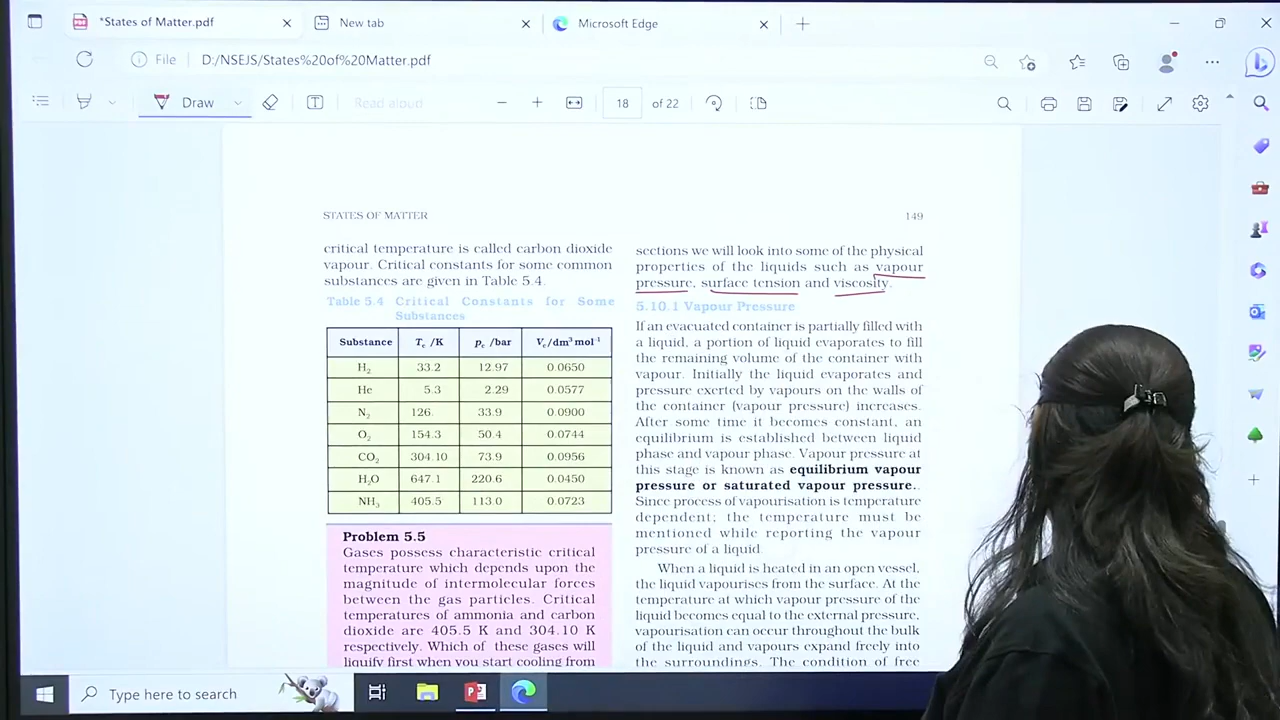 *States of Matter.pdf
New tab
Microsoft Edge
File
D:/NSEJS/States%20of%20Matter.pdf
Draw
Read aloud
18 of 22
STATES OF MATTER
149
critical temperature is called carbon dioxide
vapour. Critical constants for some common
substances are given in Table 5.4.
Table 5.4 Critical Constants for Some
Substances
Substance Tc /K pc /bar Vc/dm³ mol⁻¹
H₂ 33.2 12.97 0.0650
He 5.3 2.29 0.0577
N₂ 126. 33.9 0.0900
O₂ 154.3 50.4 0.0744
CO₂ 304.10 73.9 0.0956
H₂O 647.1 220.6 0.0450
NH₃ 405.5 113.0 0.0723
Problem 5.5
Gases possess characteristic critical
temperature which depends upon the
magnitude of intermolecular forces
between the gas particles. Critical
temperatures of ammonia and carbon
dioxide are 405.5 K and 304.10 K
respectively. Which of these gases will
liquify first when you start cooling from
sections we will look into some of the physical
properties of the liquids such as vapour
pressure, surface tension and viscosity.
5.10.1 Vapour Pressure
If an evacuated container is partially filled with
a liquid, a portion of liquid evaporates to fill
the remaining volume of the container with
vapour. Initially the liquid evaporates and
pressure exerted by vapours on the walls of
the container (vapour pressure) increases.
After some time it becomes constant, an
equilibrium is established between liquid
phase and vapour phase. Vapour pressure at
this stage is known as equilibrium vapour
pressure or saturated vapour pressure..
Since process of vapourisation is temperature
dependent; the temperature must be
mentioned while reporting the vapour
pressure of a liquid.
When a liquid is heated in an open vessel,
the liquid vapourises from the surface. At the
temperature at which vapour pressure of the
liquid becomes equal to the external pressure,
vapourisation can occur throughout the bulk
of the liquid and vapours expand freely into
the surroundings. The condition of free
Type here to search